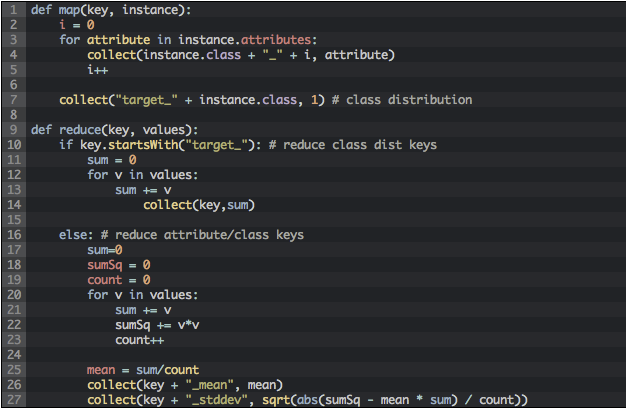 1 def map(key, instance):
2 i = 0
3 for attribute in instance.attributes:
4 collect(instance.class + "_" + i, attribute)
5 i++
6
7 collect("target_" + instance.class, 1) # class distribution
8
9 def reduce(key, values):
10 if key.startsWith("target_"): # reduce class dist keys
11 sum = 0
12 for v in values:
13 sum += v
14 collect(key,sum)
15
16 else: # reduce attribute/class keys
17 sum=0
18 sumSq = 0
19 count = 0
20 for v in values:
21 sum += v
22 sumSq += v*v
23 count++
24
25 mean = sum/count
26 collect(key + "_mean", mean)
27 collect(key + "_stddev", sqrt(abs(sumSq - mean * sum) / count))